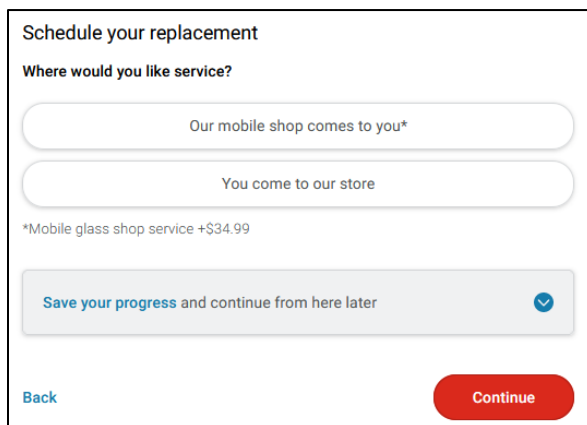 Schedule your replacement
Where would you like service?
Our mobile shop comes to you*
You come to our store
*Mobile glass shop service +$34.99
Save your progress and continue from here later
Back
Continue